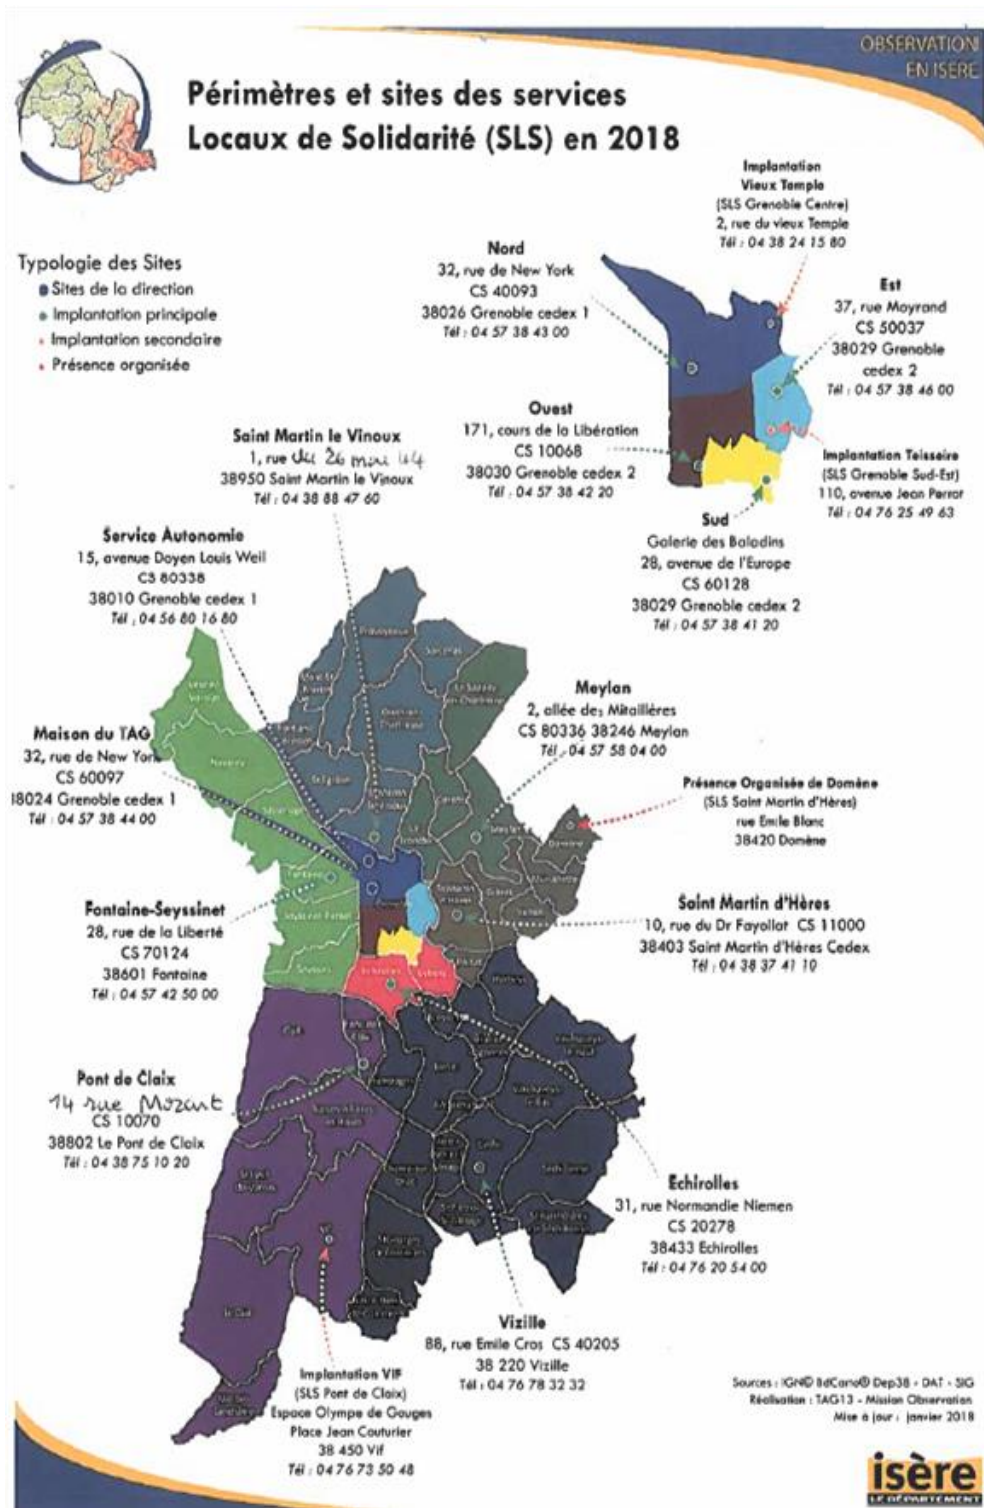 OBSERVATION
EN ISÈRE
Périmètres et sites des services
Locaux de Solidarité (SLS) en 2018
Typologie des Sites
Sites de la direction
Implantation principale
Implantation secondaire
Présence organisée
Implantation
Vieux Temple
(SLS Grenoble Centre)
2, rue du vieux Temple
Tél : 04 38 24 15 80
Nord
32, rue de New York
CS 40093
38026 Grenoble cedex 1
Tél : 04 57 38 43 00
Est
37, rue Moyrand
CS 50037
38029 Grenoble
cedex 2
Tél : 04 57 38 46 00
Ouest
171, cours de la Libération
CS 10068
38030 Grenoble cedex 2
Tél : 04 57 38 42 20
Implantation Teisseire
(SLS Grenoble Sud-Est)
110, avenue Jean Perrot
Tél : 04 76 25 49 63
Sud
Galerie des Baladins
28, avenue de l'Europe
CS 60128
38029 Grenoble cedex 2
Tél : 04 57 38 41 20
Saint Martin le Vinoux
1, rue du 26 mai 44
38950 Saint Martin le Vinoux
Tél : 04 38 88 47 60
Service Autonomie
15, avenue Doyen Louis Weil
CS 80338
38010 Grenoble cedex 1
Tél : 04 56 80 16 80
Meylan
2, allée des Mitaillères
CS 80336 38246 Meylan
Tél : 04 57 58 04 00
Maison du TAG
32, rue de New York
CS 60097
38024 Grenoble cedex 1
Tél : 04 57 38 44 00
Présence Organisée de Domène
(SLS Saint Martin d'Hères)
rue Emile Blanc
38420 Domène
Fontaine-Seyssinet
28, rue de la Liberté
CS 70124
38601 Fontaine
Tél : 04 57 42 50 00
Saint Martin d'Hères
10, rue du Dr Fayollat CS 11000
38403 Saint Martin d'Hères Cedex
Tél : 04 38 37 41 10
Pont de Claix
14 rue Mozart
CS 10070
38802 Le Pont de Claix
Tél : 04 38 75 10 20
Echirolles
31, rue Normandie Niemen
CS 20278
38433 Echirolles
Tél : 04 76 20 54 00
Vizille
88, rue Emile Cros CS 40205
38 220 Vizille
Tél : 04 76 78 32 32
Implantation VIF
(SLS Pont de Claix)
Espace Olympe de Gouges
Place Jean Couturier
38 450 Vif
Tél : 04 76 73 50 48
Sources : IGN© BdCarto® Dep38 - DAT - SIG
Réalisation : TAG13 - Mission Observation
Mise à jour : janvier 2018
isère
LE DÉPARTEMENT